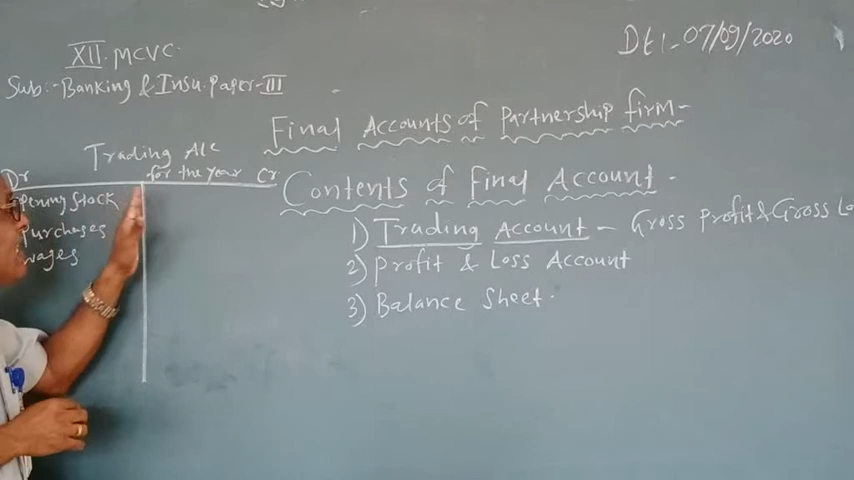 XII. MCVC.
Dt :- 07/09/2020
Sub:- Banking & Insu. Paper - III
Final Accounts of Partnership firm -
Trading A/c
for the year
Dr
Cr
Penny Stock
Purchases
wages
Contents of Final Account.
1) Trading Account - Gross Profit & Gross Lo
2) Profit & Loss Account
3) Balance Sheet.